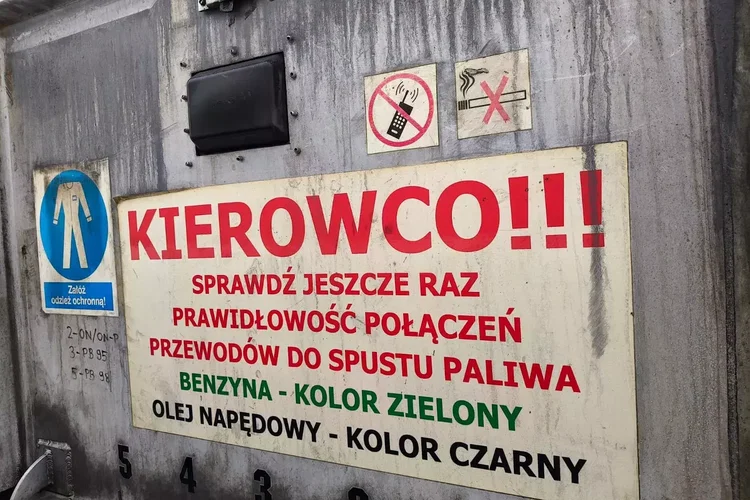 KIEROWCO!!!
SPRAWDŹ JESZCZE RAZ
PRAWIDŁOWOŚĆ POŁĄCZEŃ
PRZEWODÓW DO SPUSTU PALIWA
BENZYNA - KOLOR ZIELONY
OLEJ NAPĘDOWY - KOLOR CZARNY
Załóż
odzież ochronną!
2-ON/ON-P
3-PB 95
5-PB 98
5 4 3